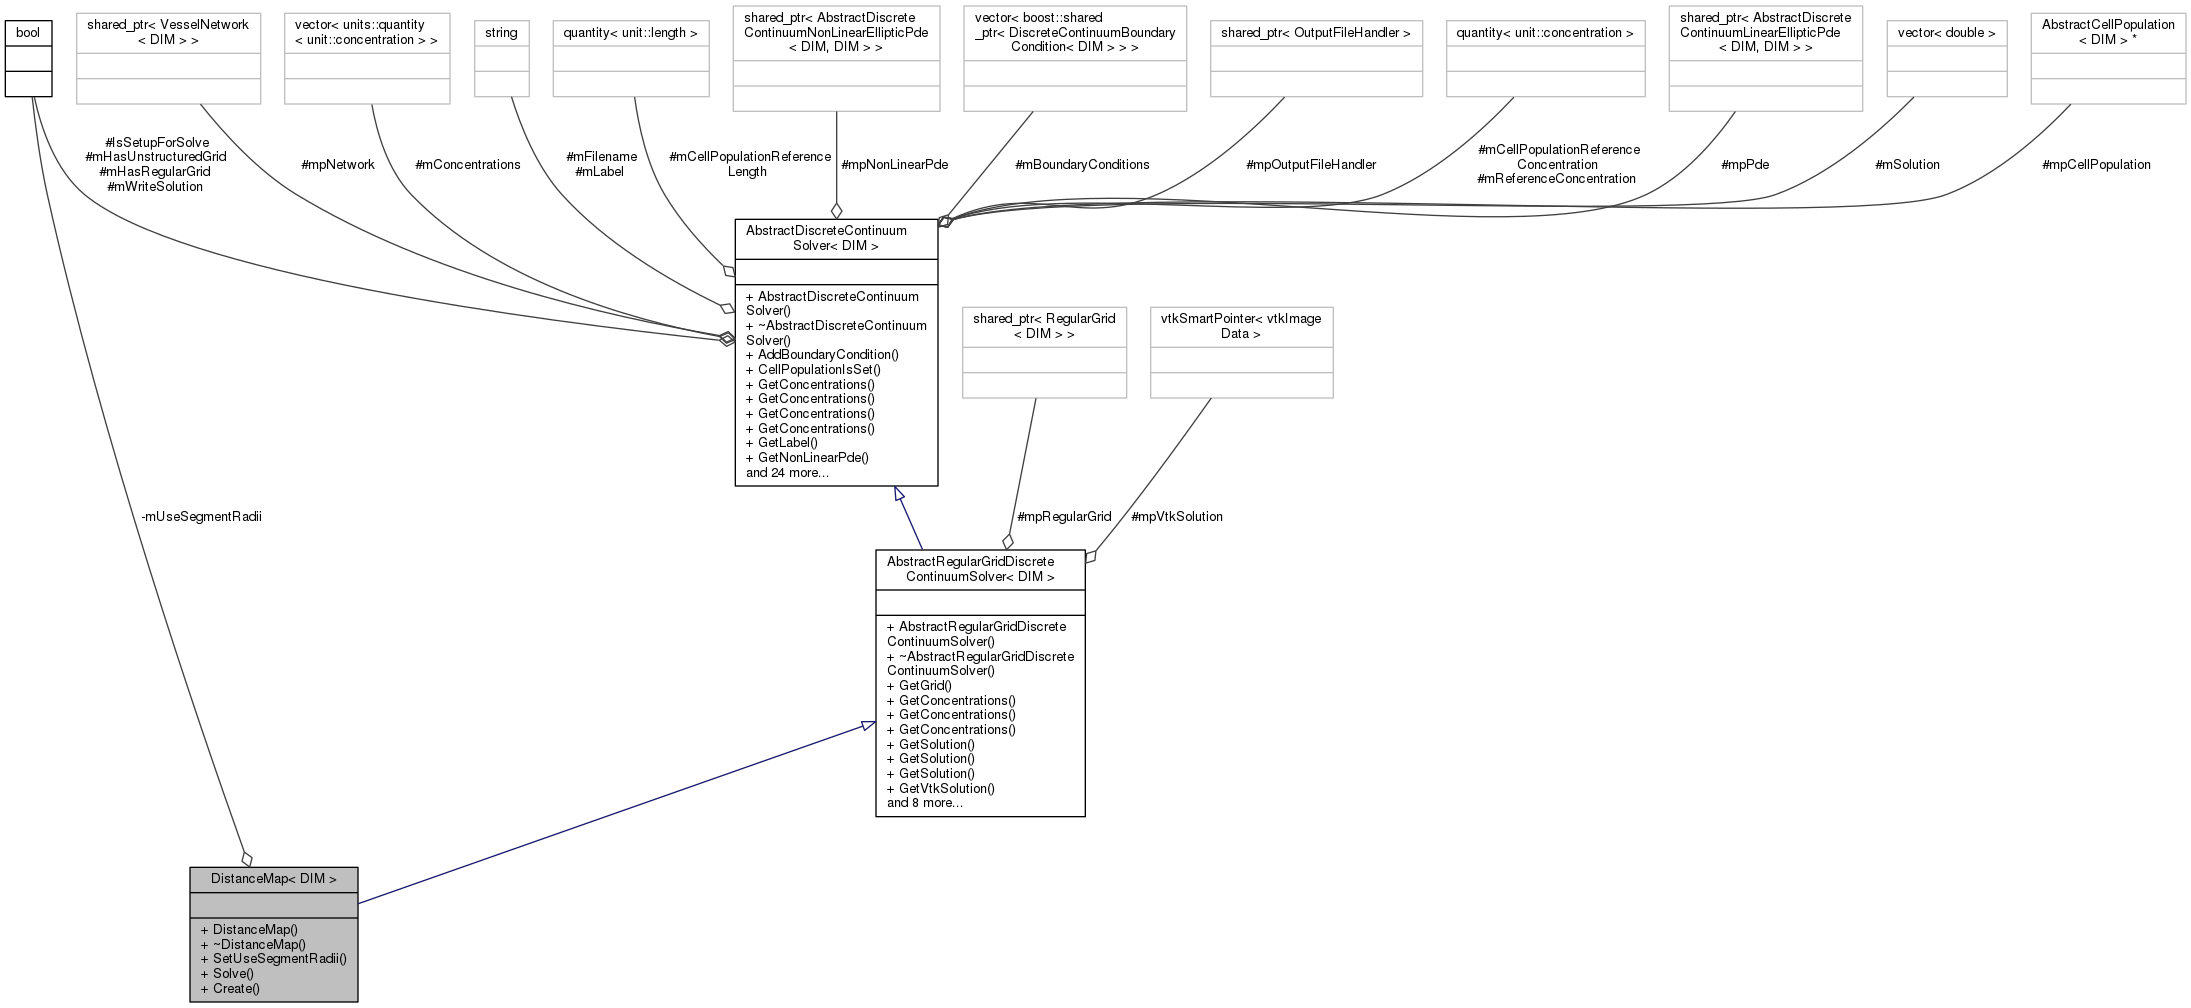 bool
shared_ptr< VesselNetwork
< DIM > >
vector< units::quantity
< unit::concentration > >
string
quantity< unit::length >
shared_ptr< AbstractDiscrete
ContinuumNonLinearEllipticPde
< DIM, DIM > >
vector< boost::shared
_ptr< DiscreteContinuumBoundary
Condition< DIM > > >
shared_ptr< OutputFileHandler >
quantity< unit::concentration >
shared_ptr< AbstractDiscrete
ContinuumLinearEllipticPde
< DIM, DIM > >
vector< double >
AbstractCellPopulation
< DIM > *
#IsSetupForSolve
#mHasUnstructuredGrid
#mHasRegularGrid
#mWriteSolution
#mpNetwork
#mConcentrations
#mFilename
#mLabel
#mCellPopulationReference
Length
#mpNonLinearPde
#mBoundaryConditions
#mpOutputFileHandler
#mCellPopulationReference
Concentration
#mReferenceConcentration
#mpPde
#mSolution
#mpCellPopulation
AbstractDiscreteContinuum
Solver< DIM >
+ AbstractDiscreteContinuum
Solver()
+ ~AbstractDiscreteContinuum
Solver()
+ AddBoundaryCondition()
+ CellPopulationIsSet()
+ GetConcentrations()
+ GetConcentrations()
+ GetConcentrations()
+ GetConcentrations()
+ GetLabel()
+ GetNonLinearPde()
and 24 more...
shared_ptr< RegularGrid
< DIM > >
vtkSmartPointer< vtkImage
Data >
-mUseSegmentRadii
#mpRegularGrid
#mpVtkSolution
AbstractRegularGridDiscrete
ContinuumSolver< DIM >
+ AbstractRegularGridDiscrete
ContinuumSolver()
+ ~AbstractRegularGridDiscrete
ContinuumSolver()
+ GetGrid()
+ GetConcentrations()
+ GetConcentrations()
+ GetConcentrations()
+ GetSolution()
+ GetSolution()
+ GetSolution()
+ GetVtkSolution()
and 8 more...
DistanceMap< DIM >
+ DistanceMap()
+ ~DistanceMap()
+ SetUseSegmentRadii()
+ Solve()
+ Create()